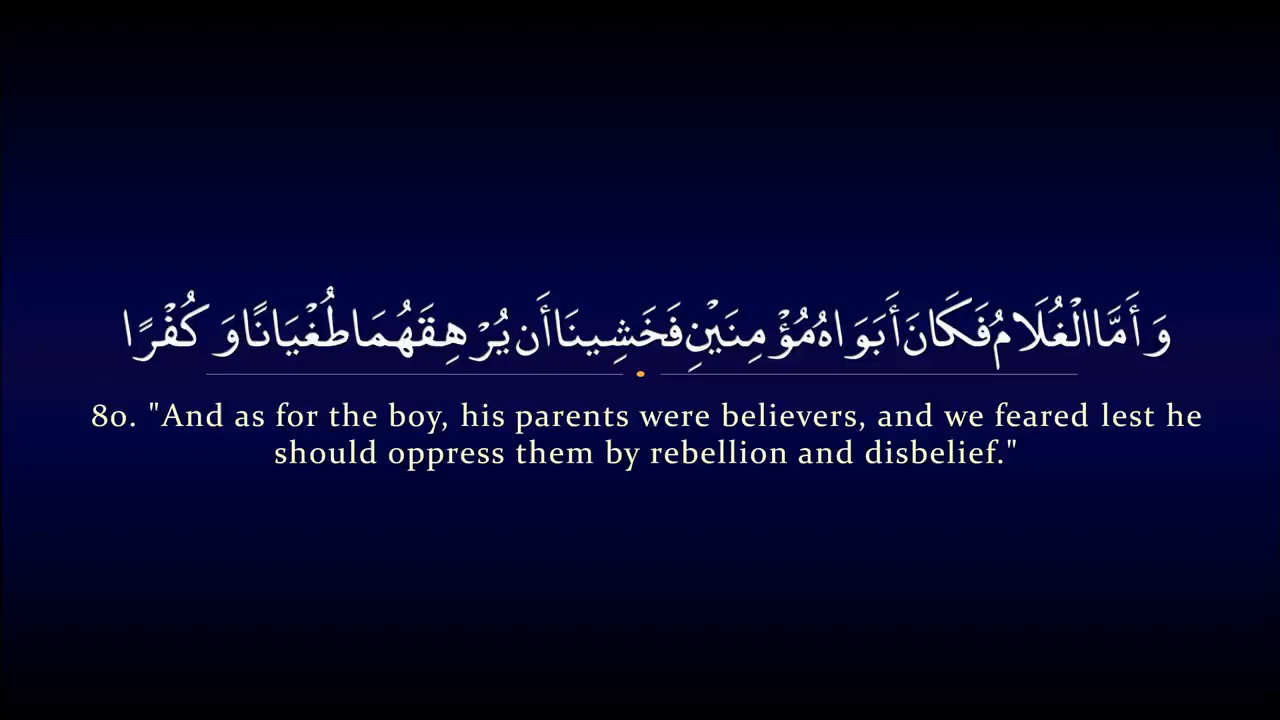 وَأَمَّا الْغُلَامُ فَكَانَ أَبَوَاهُ مُؤْمِنَيْنِ فَخَشِينَا أَن يُرْهِقَهُمَا طُغْيَانًا وَكُفْرًا
80. "And as for the boy, his parents were believers, and we feared lest he
should oppress them by rebellion and disbelief."